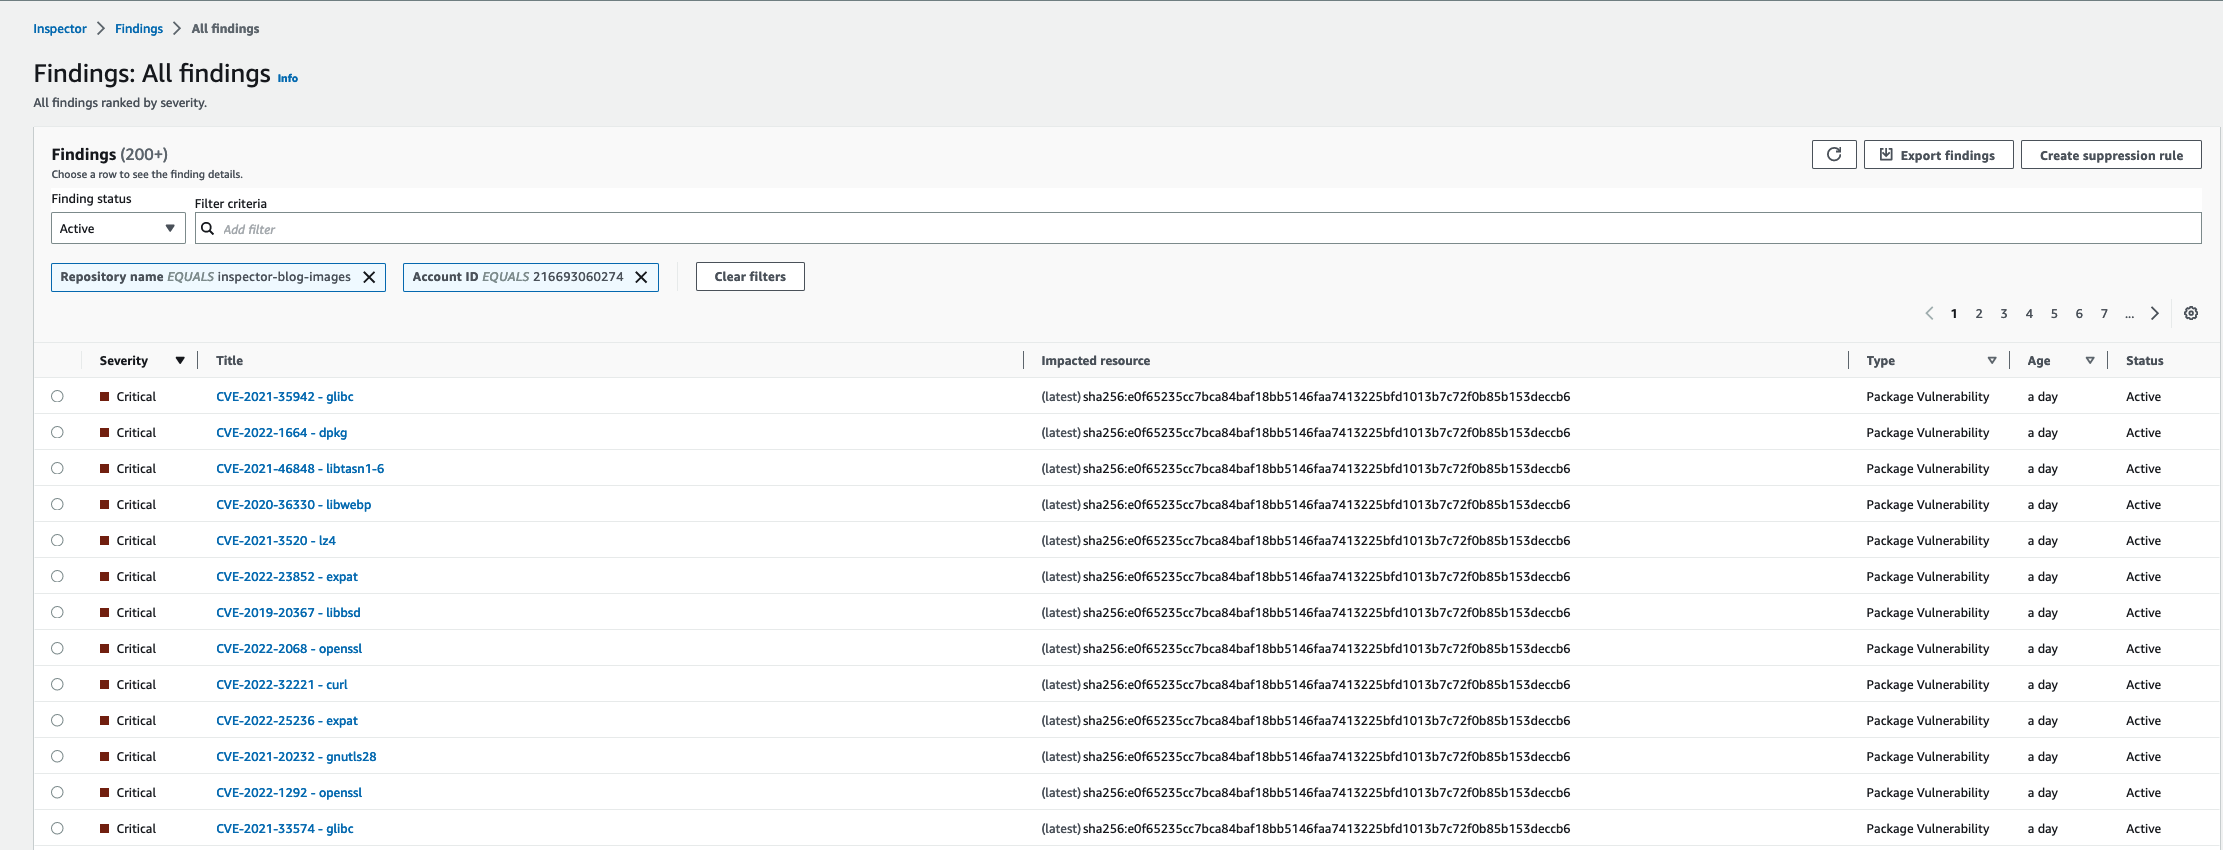 Inspector > Findings > All findings
Findings: All findings Info
All findings ranked by severity.
Findings (200+)
Choose a row to see the finding details.
Export findings
Create suppression rule
Finding status
Filter criteria
Active
Add filter
Repository name EQUALS inspector-blog-images
Account ID EQUALS 216693060274
Clear filters
1 2 3 4 5 6 7 ...
Severity Title Impacted resource Type Age Status
Critical CVE-2021-35942 - glibc (latest) sha256:e0f65235cc7bca84baf18bb5146faa7413225bfd1013b7c72f0b85b153deccb6 Package Vulnerability a day Active
Critical CVE-2022-1664 - dpkg (latest) sha256:e0f65235cc7bca84baf18bb5146faa7413225bfd1013b7c72f0b85b153deccb6 Package Vulnerability a day Active
Critical CVE-2021-46848 - libtasn1-6 (latest) sha256:e0f65235cc7bca84baf18bb5146faa7413225bfd1013b7c72f0b85b153deccb6 Package Vulnerability a day Active
Critical CVE-2020-36330 - libwebp (latest) sha256:e0f65235cc7bca84baf18bb5146faa7413225bfd1013b7c72f0b85b153deccb6 Package Vulnerability a day Active
Critical CVE-2021-3520 - lz4 (latest) sha256:e0f65235cc7bca84baf18bb5146faa7413225bfd1013b7c72f0b85b153deccb6 Package Vulnerability a day Active
Critical CVE-2022-23852 - expat (latest) sha256:e0f65235cc7bca84baf18bb5146faa7413225bfd1013b7c72f0b85b153deccb6 Package Vulnerability a day Active
Critical CVE-2019-20367 - libbsd (latest) sha256:e0f65235cc7bca84baf18bb5146faa7413225bfd1013b7c72f0b85b153deccb6 Package Vulnerability a day Active
Critical CVE-2022-2068 - openssl (latest) sha256:e0f65235cc7bca84baf18bb5146faa7413225bfd1013b7c72f0b85b153deccb6 Package Vulnerability a day Active
Critical CVE-2022-32221 - curl (latest) sha256:e0f65235cc7bca84baf18bb5146faa7413225bfd1013b7c72f0b85b153deccb6 Package Vulnerability a day Active
Critical CVE-2022-25236 - expat (latest) sha256:e0f65235cc7bca84baf18bb5146faa7413225bfd1013b7c72f0b85b153deccb6 Package Vulnerability a day Active
Critical CVE-2021-20232 - gnutls28 (latest) sha256:e0f65235cc7bca84baf18bb5146faa7413225bfd1013b7c72f0b85b153deccb6 Package Vulnerability a day Active
Critical CVE-2022-1292 - openssl (latest) sha256:e0f65235cc7bca84baf18bb5146faa7413225bfd1013b7c72f0b85b153deccb6 Package Vulnerability a day Active
Critical CVE-2021-33574 - glibc (latest) sha256:e0f65235cc7bca84baf18bb5146faa7413225bfd1013b7c72f0b85b153deccb6 Package Vulnerability a day Active